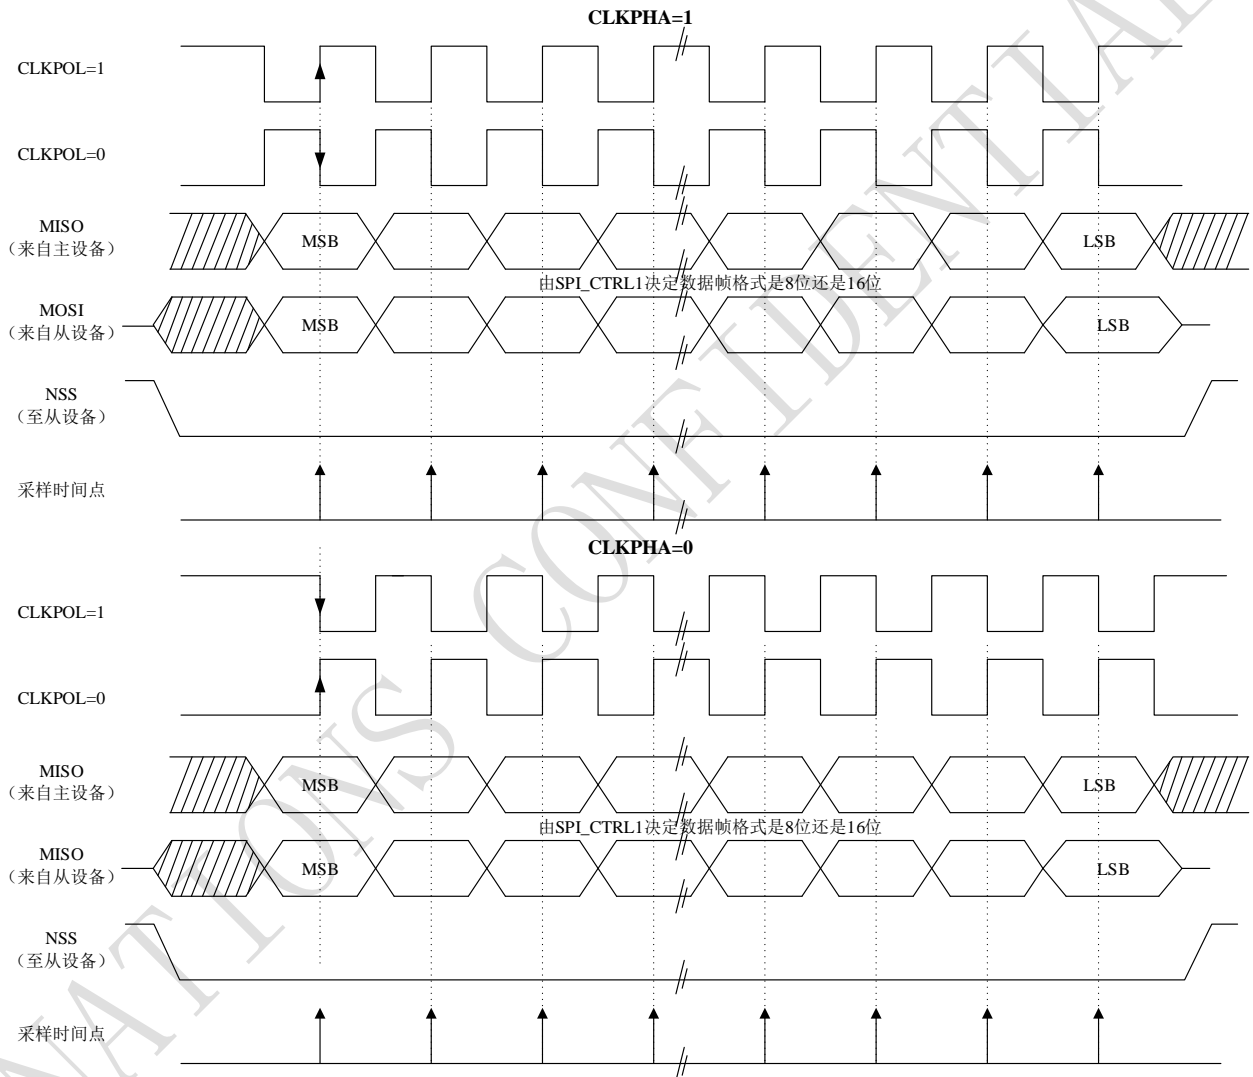 CLKPHA=1
CLKPOL=1
CLKPOL=0
MISO
（来自主设备）
MSB
LSB
由SPI_CTRL1决定数据帧格式是8位还是16位
MOSI
（来自从设备）
MSB
LSB
NSS
（至从设备）
采样时间点
CLKPHA=0
CLKPOL=1
CLKPOL=0
MISO
（来自主设备）
MSB
LSB
由SPI_CTRL1决定数据帧格式是8位还是16位
MISO
（来自从设备）
MSB
LSB
NSS
（至从设备）
采样时间点
NATIONS CONFIDENTIAL